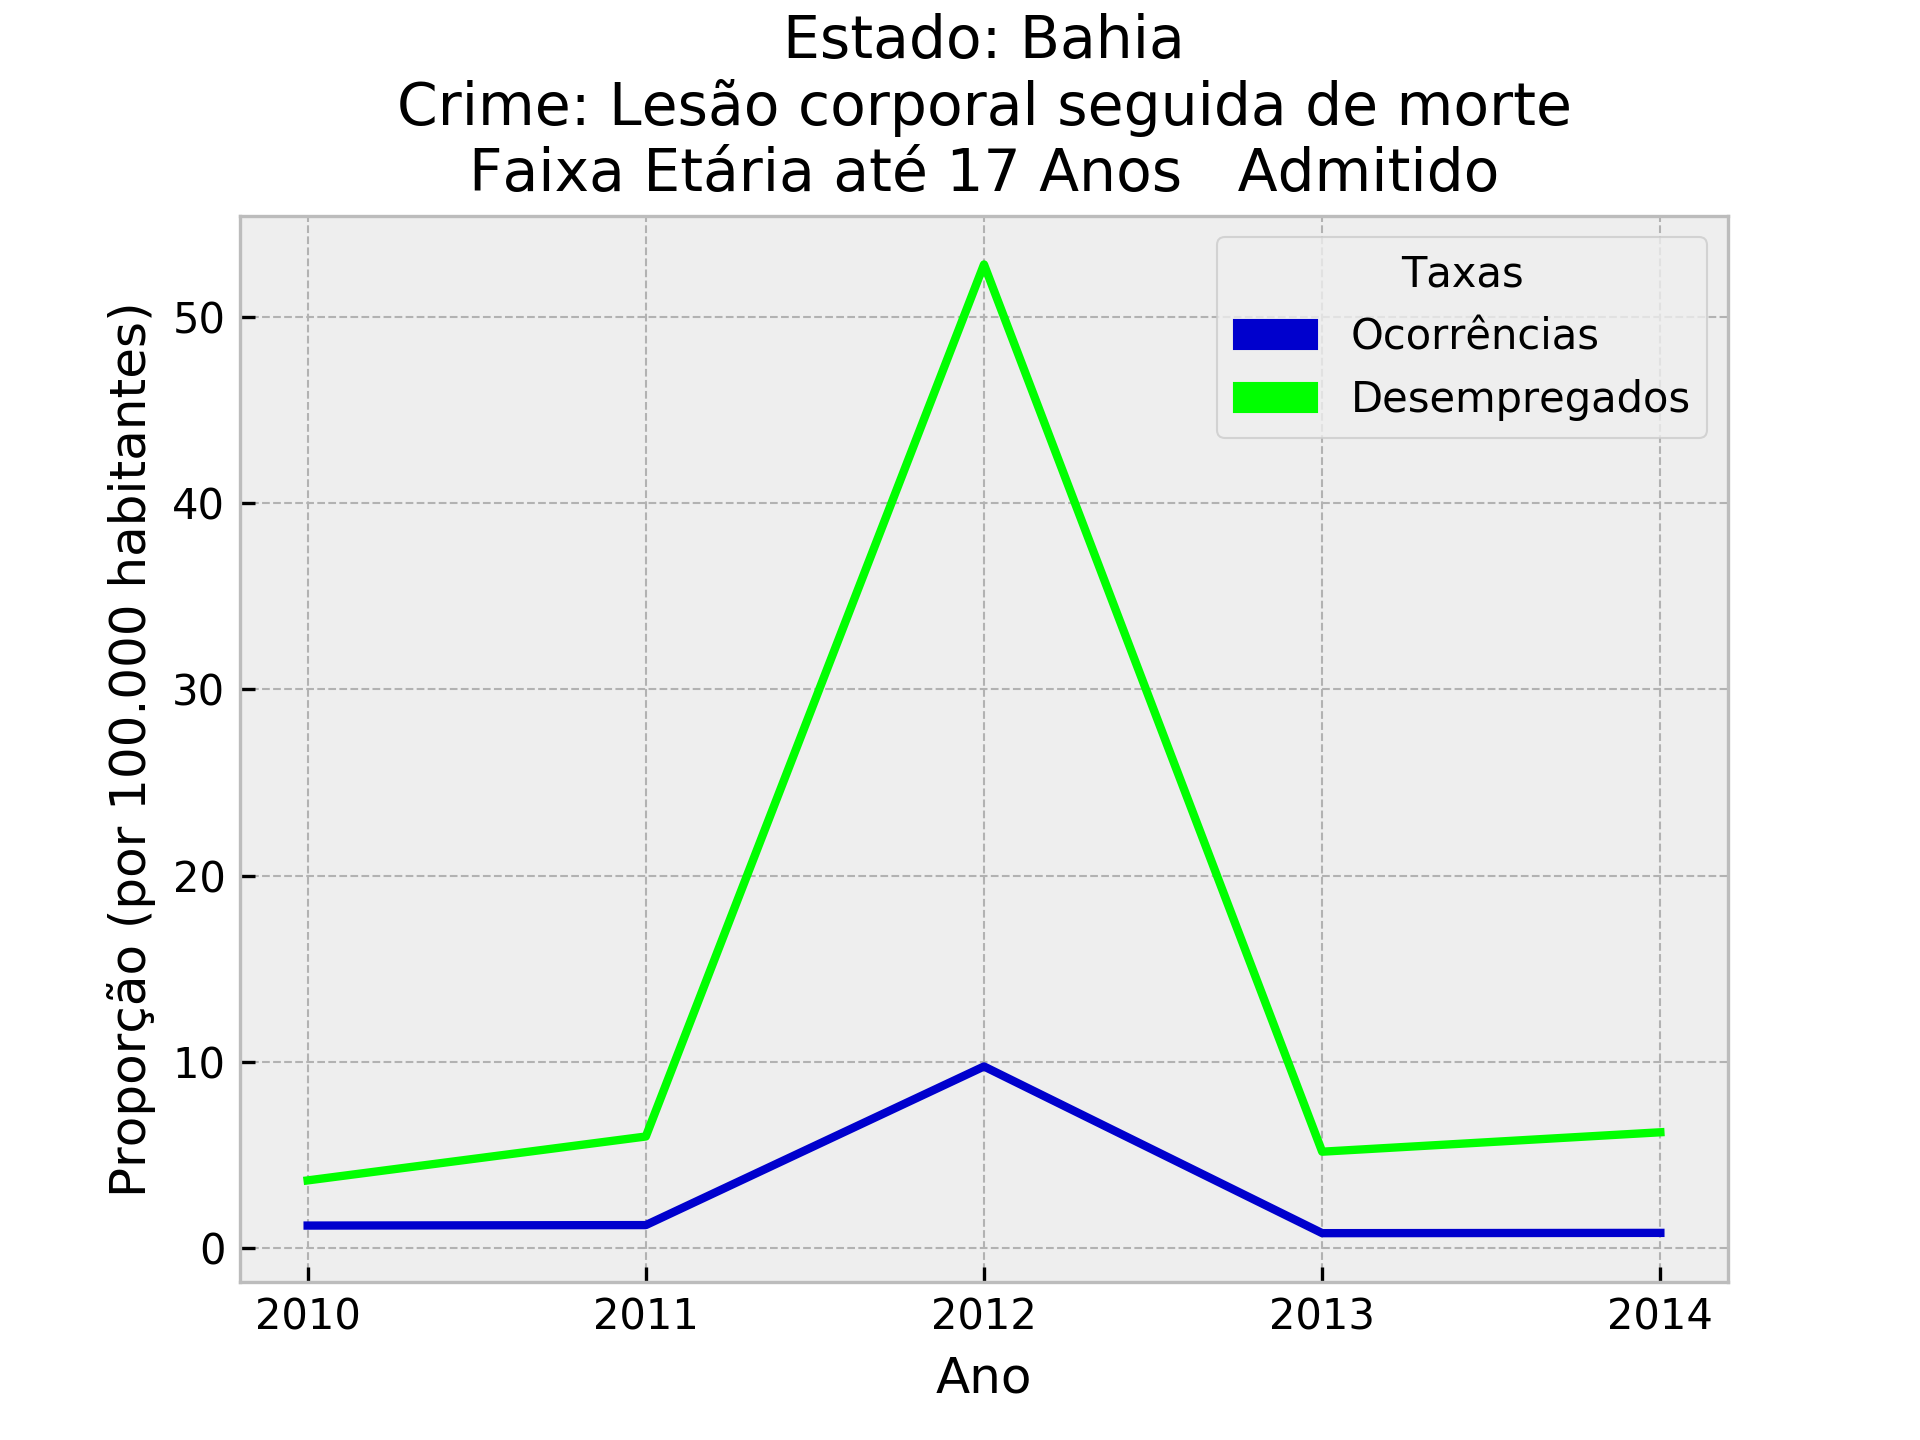 Estado: Bahia
Crime: Lesão corporal seguida de morte
Faixa Etária até 17 Anos   Admitido
Taxas
Ocorrências
Desempregados
Proporção (por 100.000 habitantes)
50
40
30
20
10
0
2010 2011 2012 2013 2014
Ano